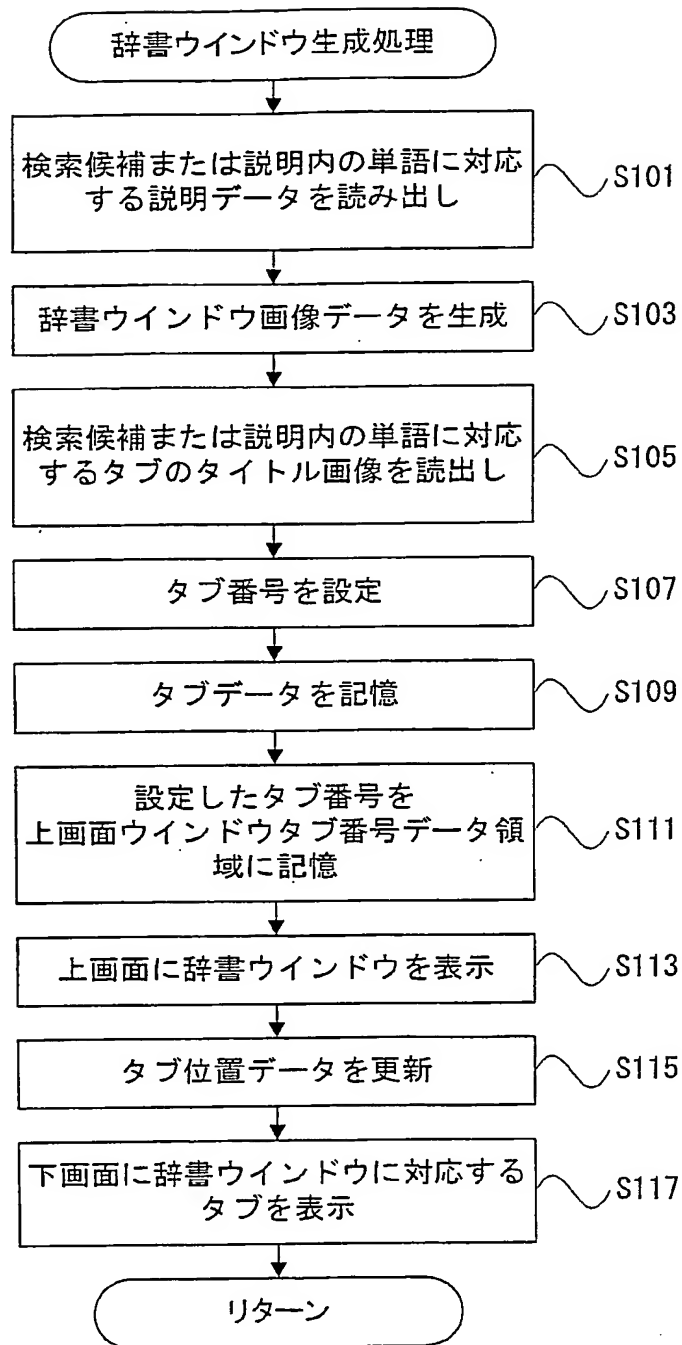 辞書ウインドウ生成処理
検索候補または説明内の単語に対応
する説明データを読み出し
S101
辞書ウインドウ画像データを生成
S103
検索候補または説明内の単語に対応
するタブのタイトル画像を読出し
S105
タブ番号を設定
S107
タブデータを記憶
S109
設定したタブ番号を
上画面ウインドウタブ番号データ領
域に記憶
S111
上画面に辞書ウインドウを表示
S113
タブ位置データを更新
S115
下画面に辞書ウインドウに対応する
タブを表示
S117
リターン